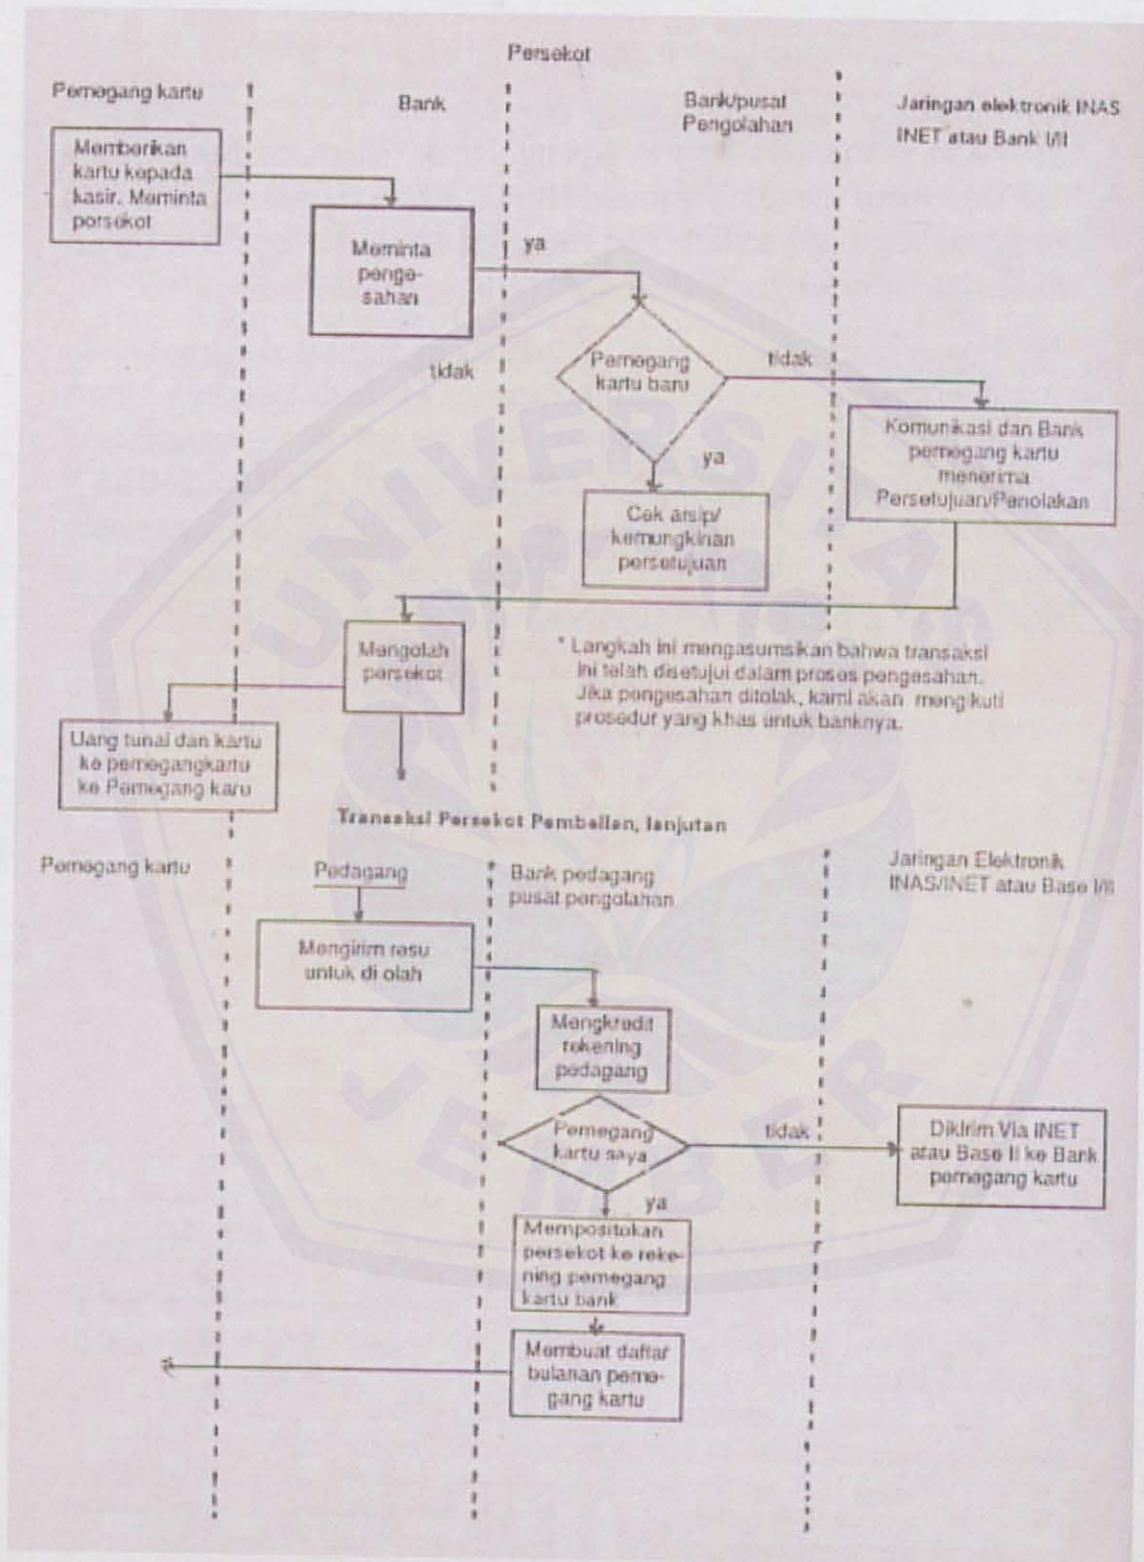 Persekot
Pemegang kartu
Bank
Bank/pusat
Pengolahan
Jaringan elektronik INAS
INET atau Bank I/II
Memberikan
kartu kepada
kasir. Meminta
porsekot
Meminta
penge-
sahan
ya
tidak
Pemegang
kartu baru
tidak
ya
Komunikasi dan Bank
pemegang kartu
menerima
Persetujuan/Penolakan
Cek arsip/
kemungkinan
persetujuan
Mengolah
persekot
* Langkah ini mengasumsikan bahwa transaksi
ini telah disetujui dalam proses pengesahan.
Jika pengesahan ditolak, kami akan mengikuti
prosedur yang khas untuk banknya.
Uang tunai dan kartu
ke pemegangkartu
ke Pemegang karu
Transaksi Persekot Pembelian, lanjutan
Pemegang kartu
Pedagang
Bank pedagang
pusat pengolahan
Jaringan Elektronik
INAS/INET atau Base I/II
Mengirim resu
untuk di olah
Mengkredit
rekening
pedagang
Pemegang
kartu saya
tidak
Dikirim Via INET
atau Base II ke Bank
pemegang kartu
ya
Mempositokan
persekot ke reke-
ning pemegang
kartu bank
Membuat daftar
bulanan peme-
gang kartu
UNIVERSITAS
JEMBER